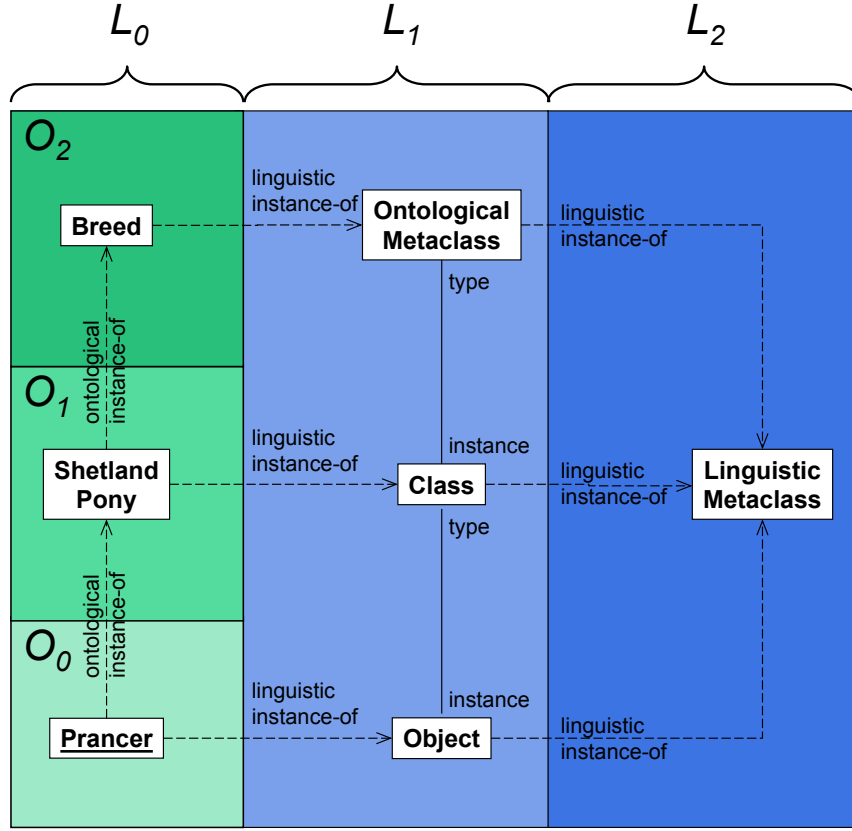 L0
L1
L2
O2
linguistic
instance-of
Breed
Ontological
Metaclass
linguistic
instance-of
type
ontological
instance-of
O1
linguistic
instance-of
Shetland
Pony
instance
Class
type
linguistic
instance-of
Linguistic
Metaclass
ontological
instance-of
O0
linguistic
instance-of
Prancer
instance
Object
linguistic
instance-of